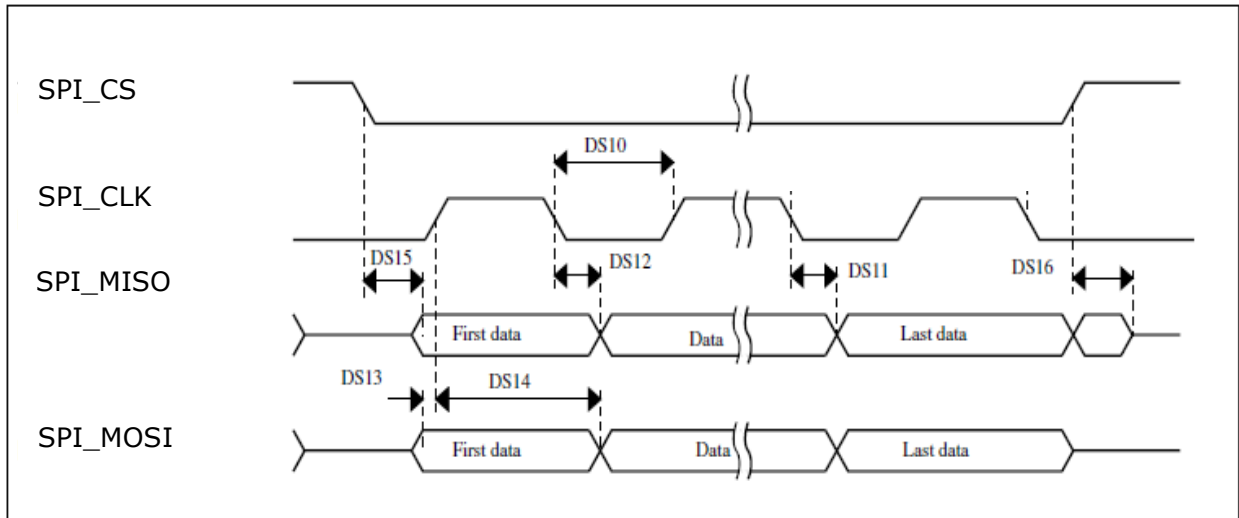 SPI_CS
DS10
SPI_CLK
DS15
DS12
DS11
DS16
SPI_MISO
First data
Data
Last data
DS13
DS14
SPI_MOSI
First data
Data
Last data